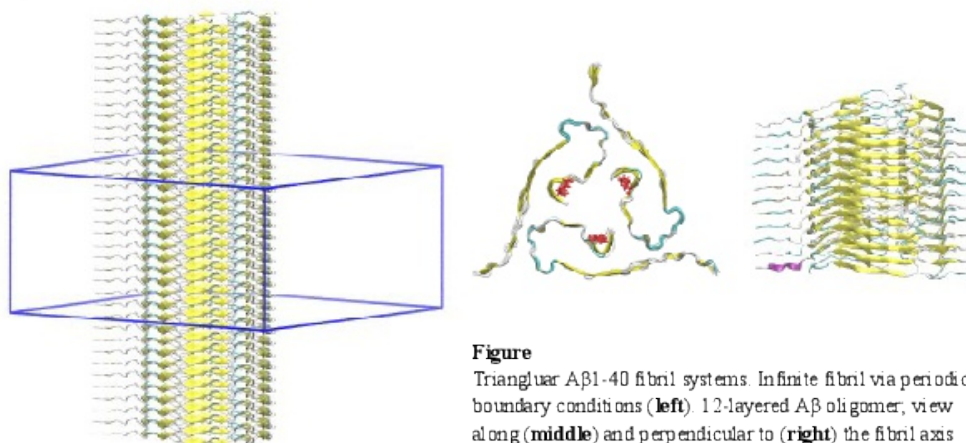 Figure
Triangluar Aβ1-40 fibril systems. Infinite fibril via periodic
boundary conditions (left). 12-layered Aβ oligomer, view
along (middle) and perpendicular to (right) the fibril axis